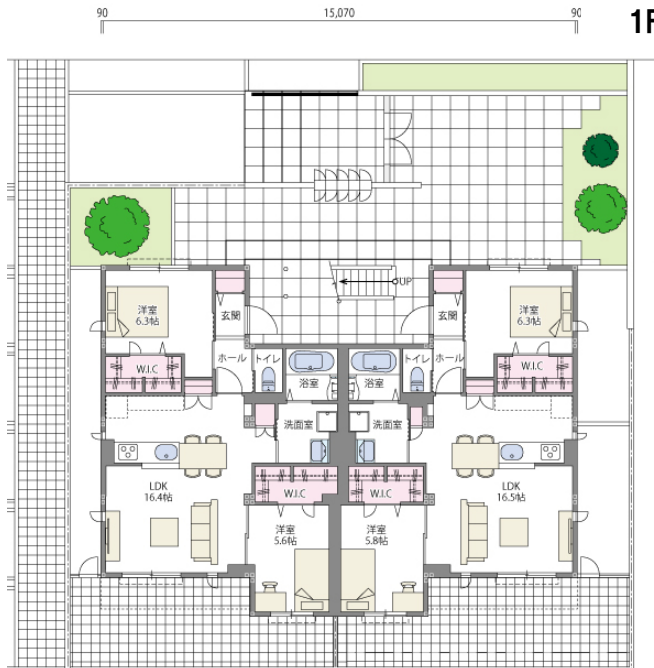 90 15,070 90
1F
UP
洋室
6.3帖
玄関
玄関
洋室
6.3帖
W.I.C
ホール
トイレ
浴室
浴室
トイレ
ホール
W.I.C
洗面室
洗面室
LDK
16.4帖
W.I.C
W.I.C
LDK
16.5帖
洋室
5.6帖
洋室
5.8帖